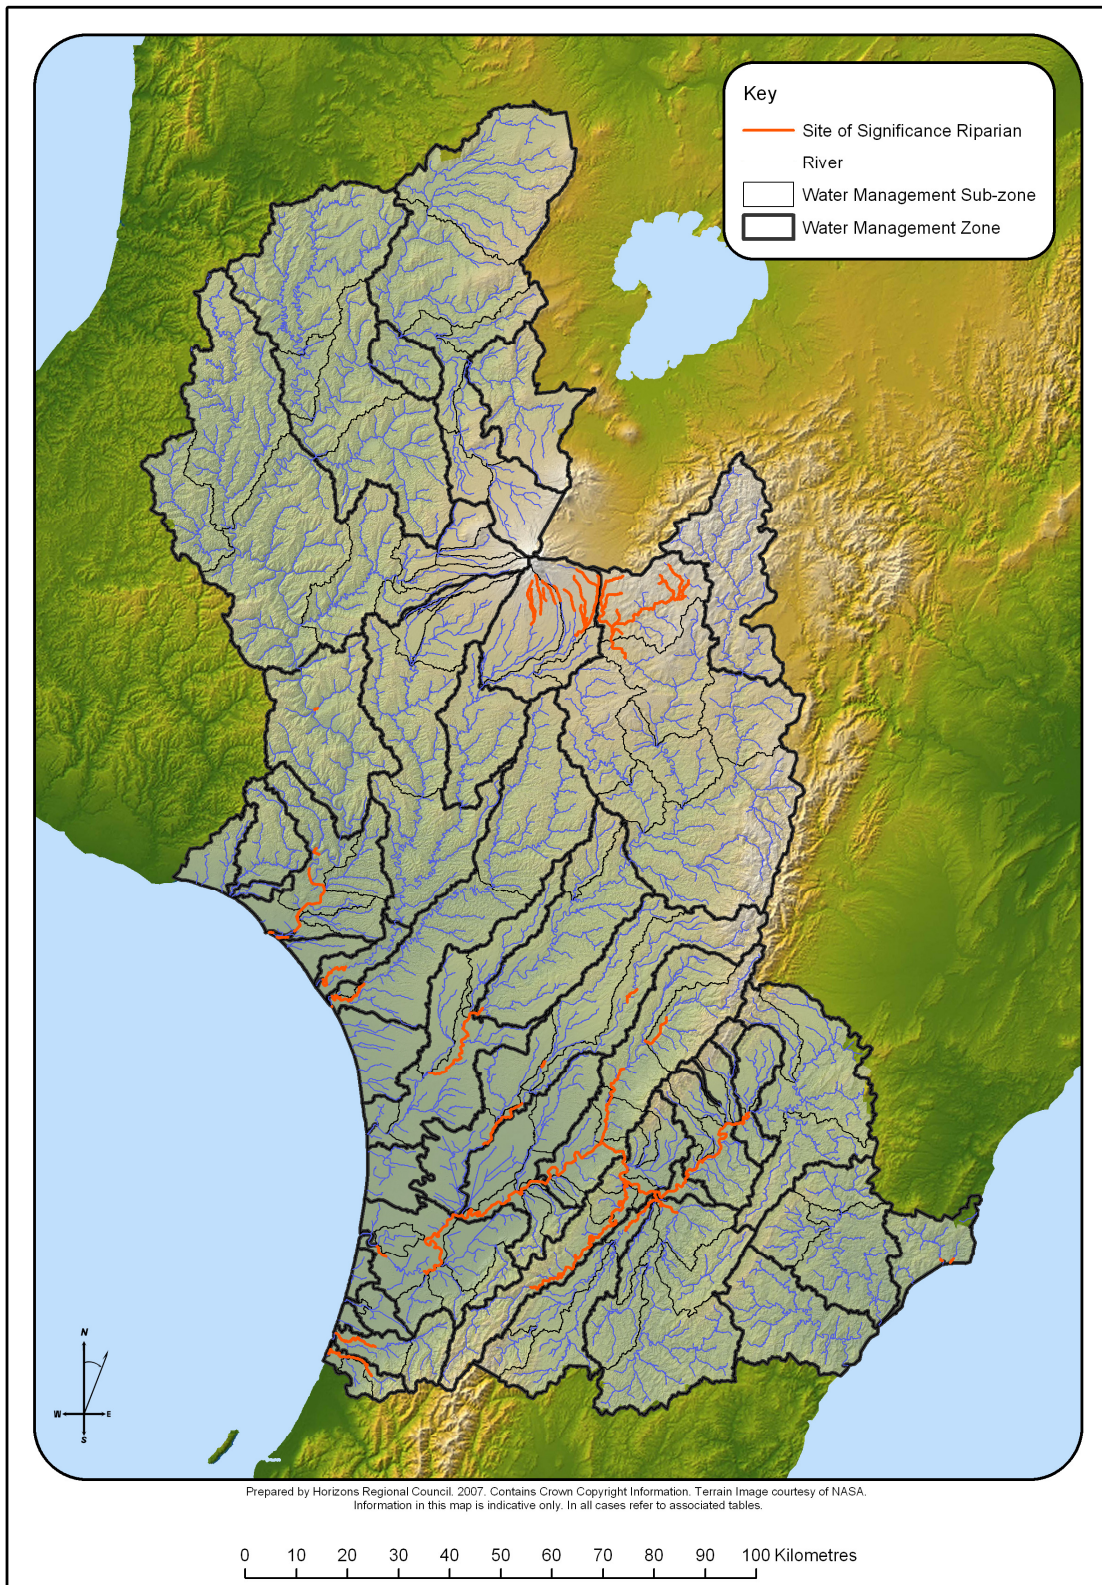 Key
Site of Significance Riparian
River
Water Management Sub-zone
Water Management Zone
N
W E
S
Prepared by Horizons Regional Council. 2007. Contains Crown Copyright Information. Terrain Image courtesy of NASA.
Information in this map is indicative only. In all cases refer to associated tables.
0 10 20 30 40 50 60 70 80 90 100 Kilometres